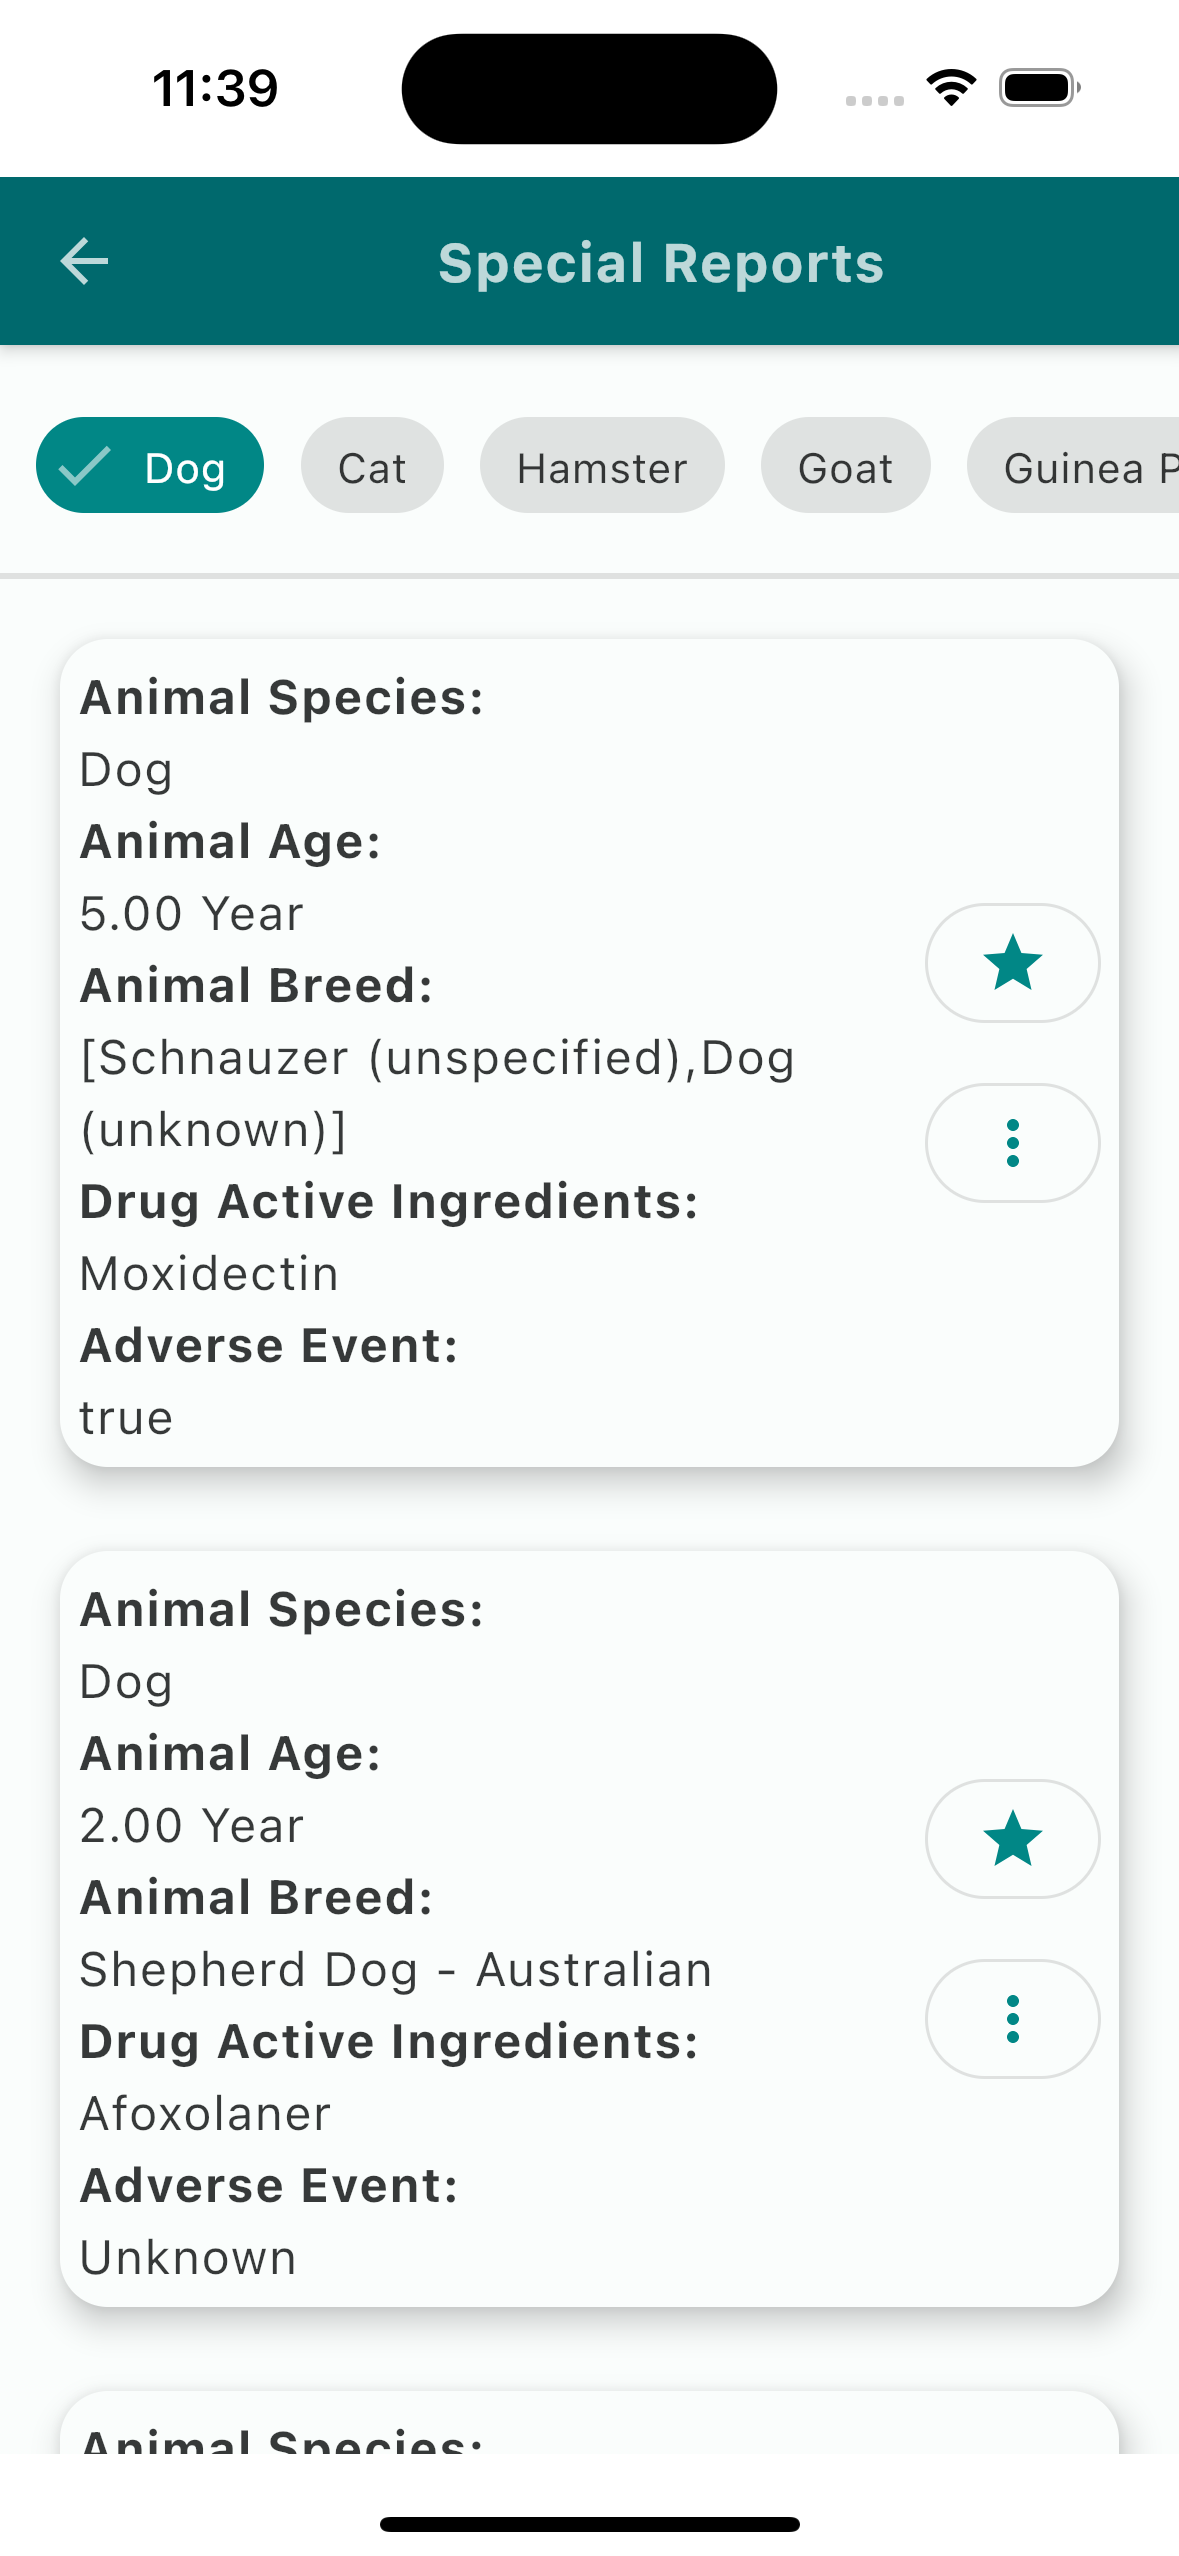 11:39
Special Reports
Dog
Cat
Hamster
Goat
Guinea P
Animal Species:
Dog
Animal Age:
5.00 Year
Animal Breed:
[Schnauzer (unspecified),Dog
(unknown)]
Drug Active Ingredients:
Moxidectin
Adverse Event:
true
Animal Species:
Dog
Animal Age:
2.00 Year
Animal Breed:
Shepherd Dog - Australian
Drug Active Ingredients:
Afoxolaner
Adverse Event:
Unknown
Animal Species: